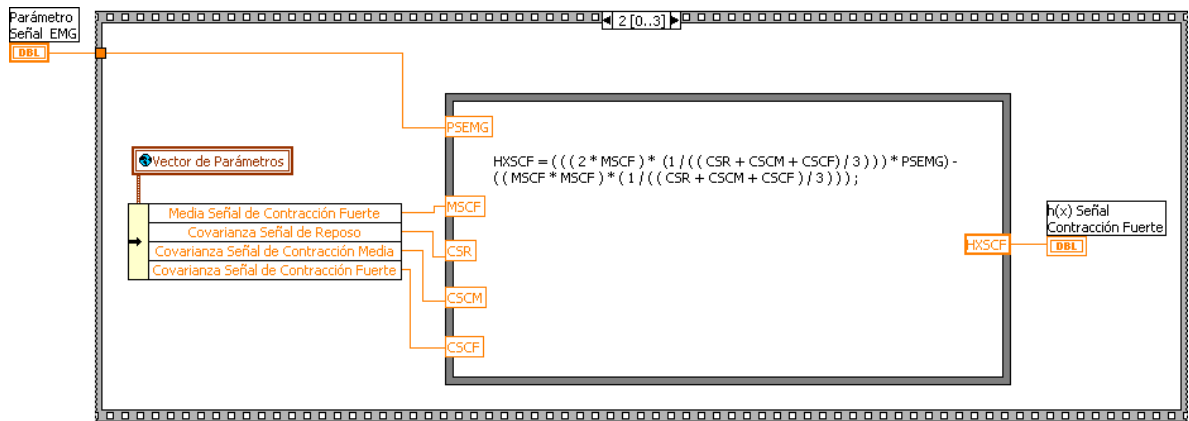 Parámetro
Señal EMG
DBL
2 [0..3]
PSEMG
HXSCF = ( ( ( 2 * MSCF ) * ( 1 / ( ( CSR + CSCM + CSCF ) / 3 ) ) ) * PSEMG ) -
( ( MSCF * MSCF ) * ( 1 / ( ( CSR + CSCM + CSCF ) / 3 ) ) );
Vector de Parámetros
Media Señal de Contracción Fuerte
Covarianza Señal de Reposo
Covarianza Señal de Contracción Media
Covarianza Señal de Contracción Fuerte
MSCF
CSR
CSCM
CSCF
HXSCF
h(x) Señal
Contracción Fuerte
DBL